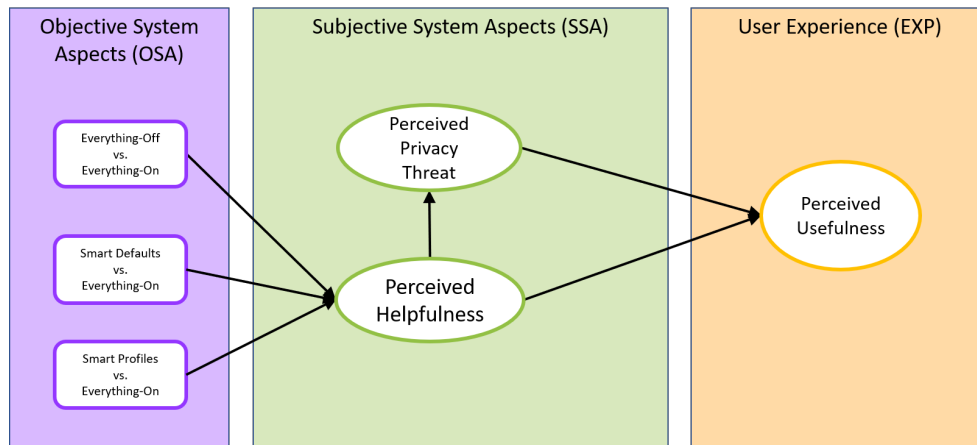 Objective System
Aspects (OSA)
Everything-Off
vs.
Everything-On
Smart Defaults
vs.
Everything-On
Smart Profiles
vs.
Everything-On
Subjective System Aspects (SSA)
Perceived
Privacy
Threat
Perceived
Helpfulness
User Experience (EXP)
Perceived
Usefulness